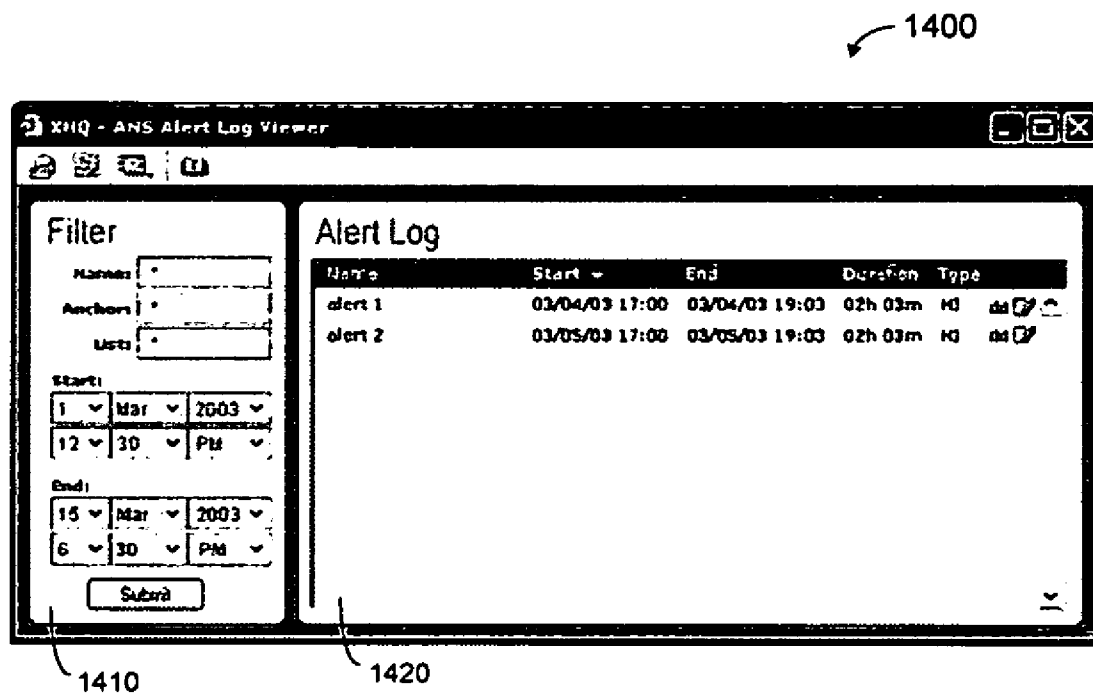 1400
XHQ - ANS Alert Log Viewer
Filter
Name: *
Anchor: *
List: *
Start:
1 Mar 2003
12 30 PM
End:
15 Mar 2003
6 30 PM
Submit
Alert Log
Name Start End Duration Type
alert 1 03/04/03 17:00 03/04/03 19:03 02h 03m
alert 2 03/05/03 17:00 03/05/03 19:03 02h 03m
1410
1420